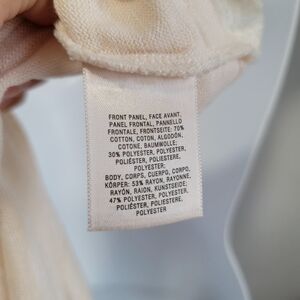 FRONT PANEL, FACE AVANT,
PANEL FRONTAL, PANNELLO
FRONTALE, FRONTSEITE: 70%
COTTON, COTON, ALGODÓN,
COTONE, BAUMWOLLE;
30% POLYESTER, POLYESTER,
POLIÉSTER, POLIESTERE,
POLYESTER;
BODY, CORPS, CUERPO, CORPO,
KÖRPER: 53% RAYON, RAYONNE,
RAYÓN, RAION, KUNSTSEIDE;
47% POLYESTER, POLYESTER,
POLIÉSTER, POLIESTERE,
POLYESTER